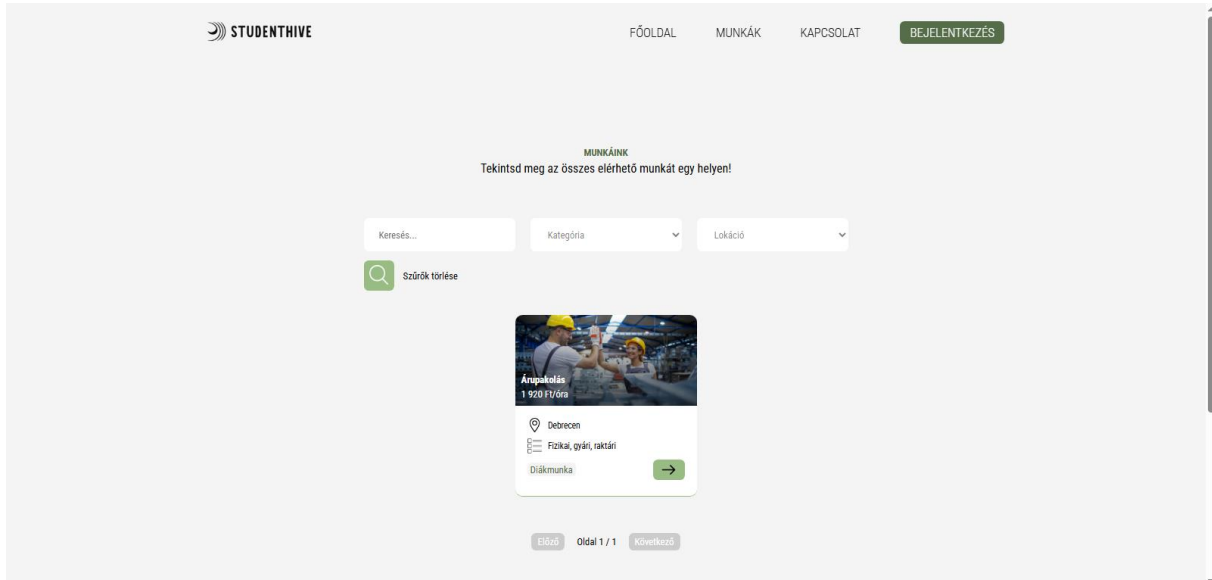 STUDENTHIVE
FŐOLDAL
MUNKÁK
KAPCSOLAT
BEJELENTKEZÉS
MUNKÁINK
Tekintsd meg az összes elérhető munkát egy helyen!
Keresés...
Kategória
Lokáció
Szűrők törlése
Árupakolás
1 920 Ft/óra
Debrecen
Fizikai, gyári, raktári
Diákmunka
Előző
Oldal 1 / 1
Következő